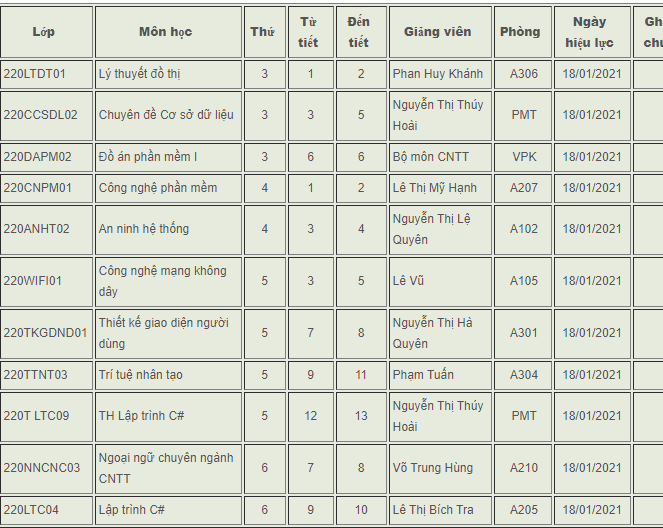 Lớp Môn học Thứ Từ tiết Đến tiết Giảng viên Phòng Ngày hiệu lực
220LTDT01 Lý thuyết đồ thị 3 1 2 Phan Huy Khánh A306 18/01/2021
220CCSDL02 Chuyên đề Cơ sở dữ liệu 3 3 5 Nguyễn Thị Thúy Hoài PMT 18/01/2021
220DAPM02 Đồ án phần mềm I 3 6 6 Bộ môn CNTT VPK 18/01/2021
220CNPM01 Công nghệ phần mềm 4 1 2 Lê Thị Mỹ Hạnh A207 18/01/2021
220ANHT02 An ninh hệ thống 4 3 4 Nguyễn Thị Lệ Quyên A102 18/01/2021
220WIFI01 Công nghệ mạng không dây 5 3 5 Lê Vũ A105 18/01/2021
220TKGDND01 Thiết kế giao diện người dùng 5 7 8 Nguyễn Thị Hà Quyên A301 18/01/2021
220TTNT03 Trí tuệ nhân tạo 5 9 11 Phạm Tuấn A304 18/01/2021
220T LTC09 TH Lập trình C# 5 12 13 Nguyễn Thị Thúy Hoài PMT 18/01/2021
220NNCNC03 Ngoại ngữ chuyên ngành CNTT 6 7 8 Võ Trung Hùng A210 18/01/2021
220LTC04 Lập trình C# 6 9 10 Lê Thị Bích Tra A205 18/01/2021